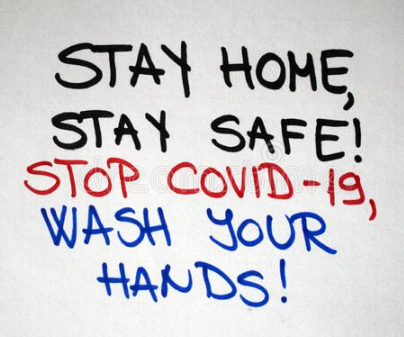 STAY HOME,
STAY SAFE!
STOP COVID-19,
WASH YOUR
HANDS!